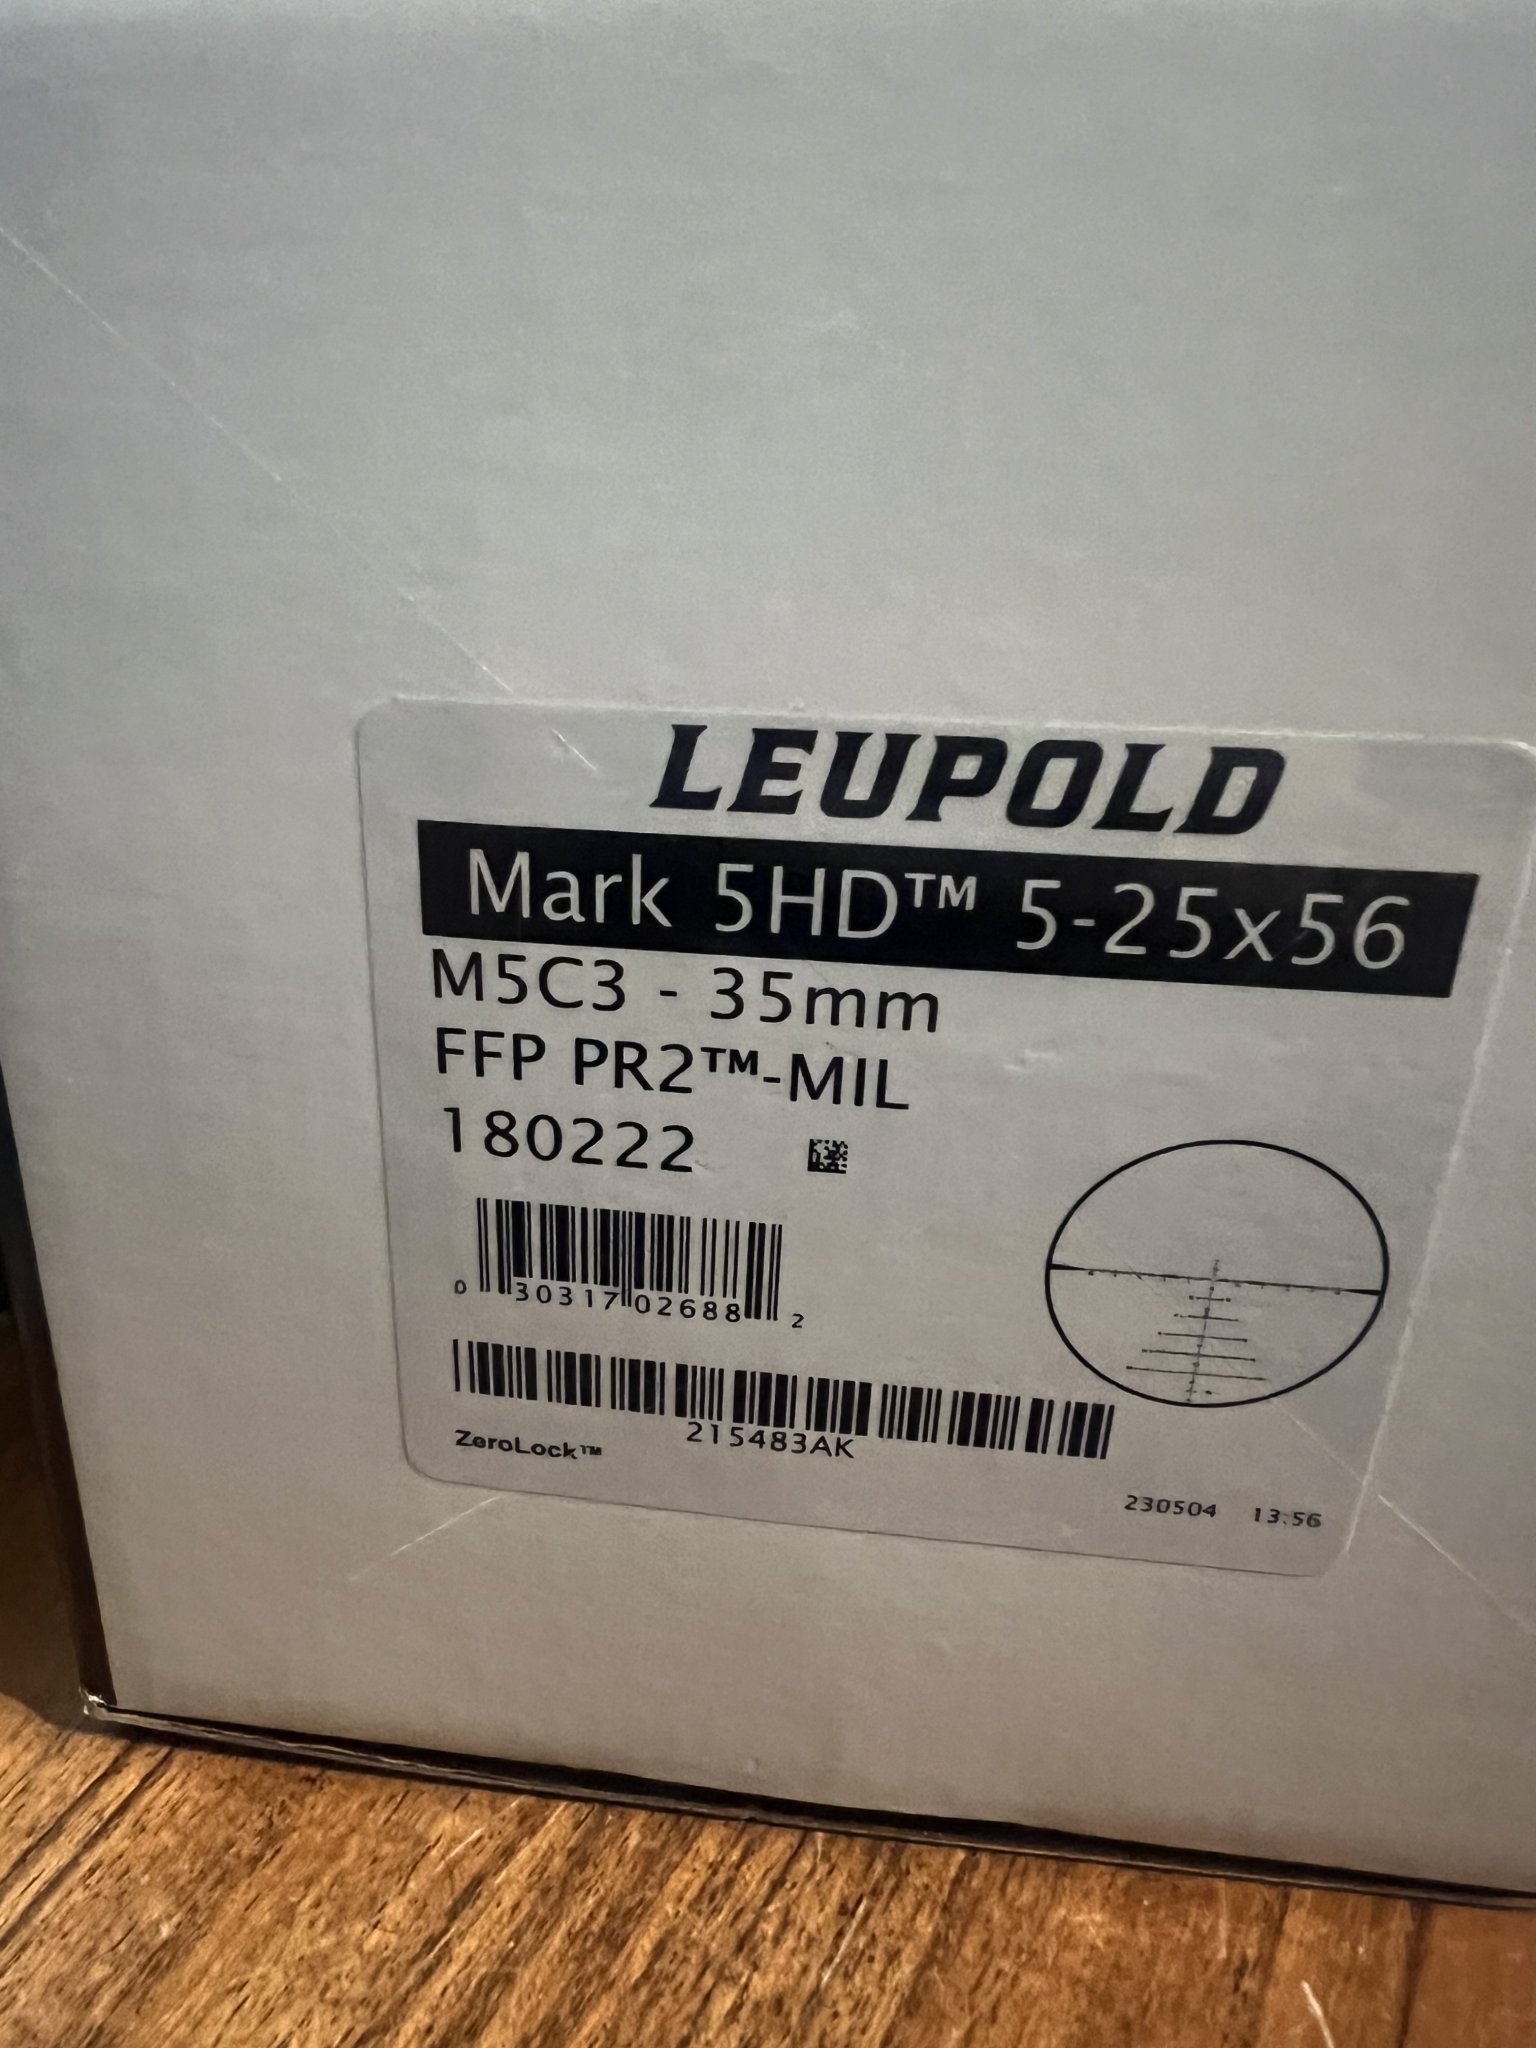 LEUPOLD
Mark 5HD™ 5-25x56
M5C3 - 35mm
FFP PR2™-MIL
180222
0 30317 02688 2
215483AK
ZeroLock™
230504 13:56